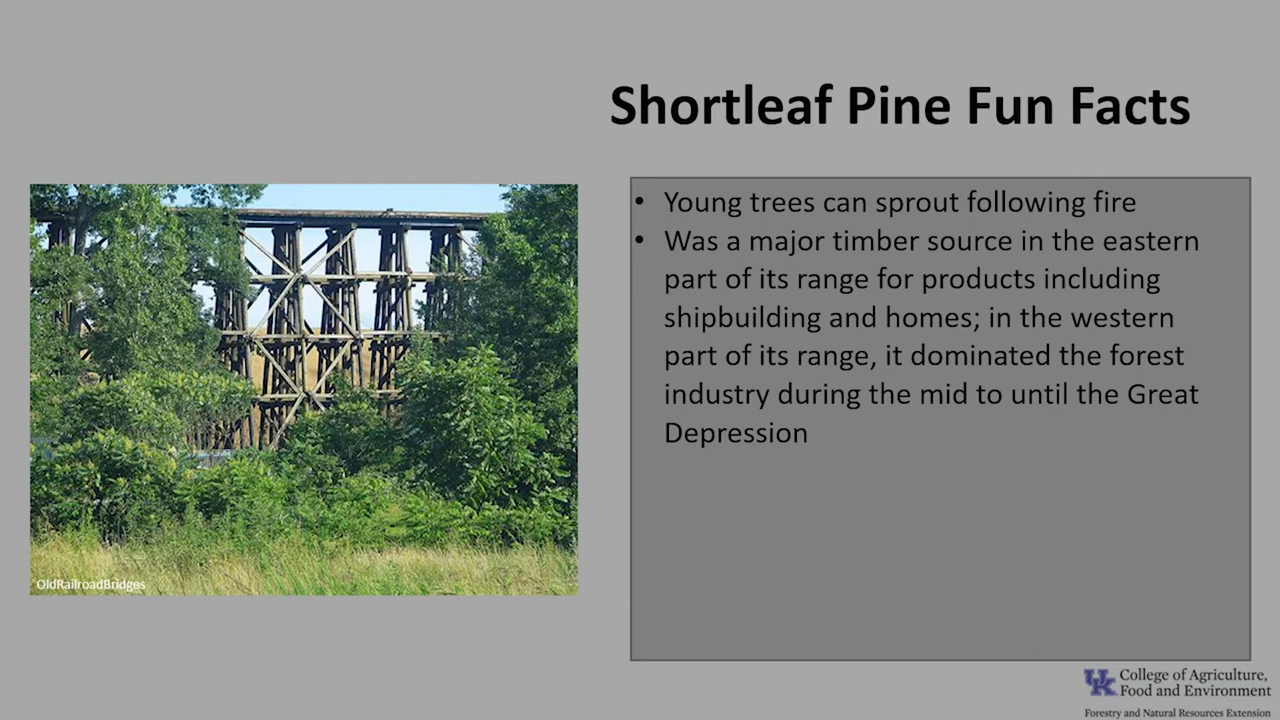 Shortleaf Pine Fun Facts
• Young trees can sprout following fire
• Was a major timber source in the eastern
part of its range for products including
shipbuilding and homes; in the western
part of its range, it dominated the forest
industry during the mid to until the Great
Depression
OldRailroadBridges
UK College of Agriculture,
Food and Environment
Forestry and Natural Resources Extension